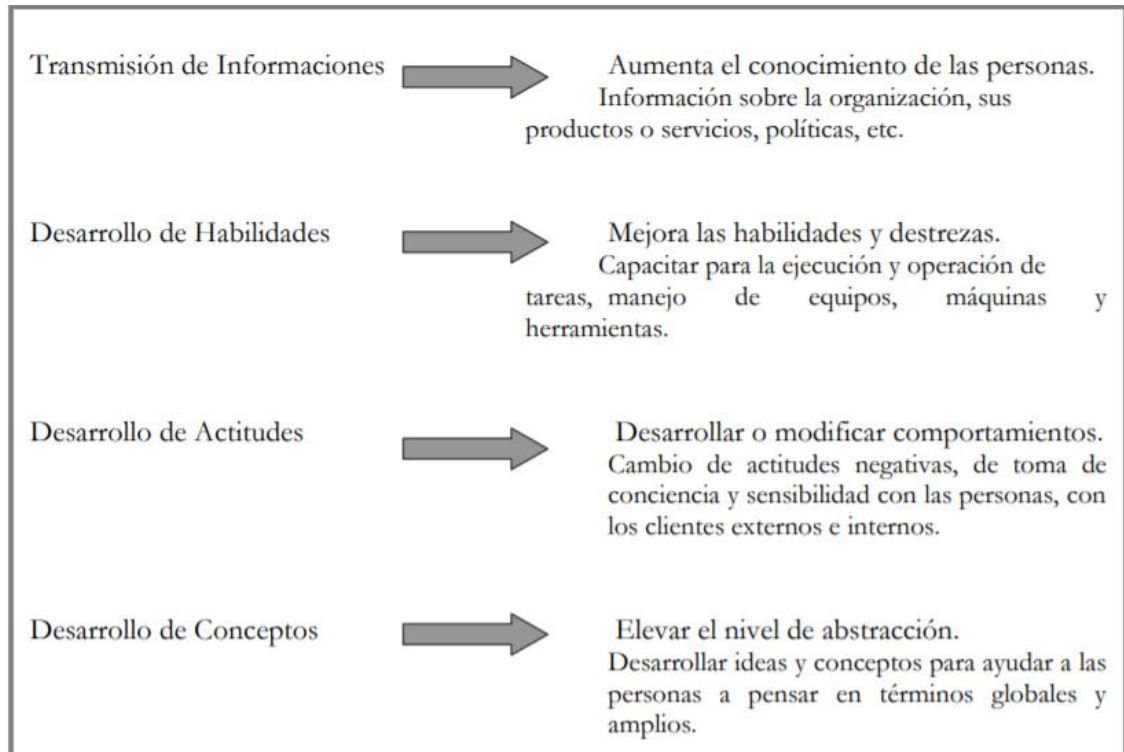 Transmisión de Informaciones
Aumenta el conocimiento de las personas.
Información sobre la organización, sus
productos o servicios, políticas, etc.
Desarrollo de Habilidades
Mejora las habilidades y destrezas.
Capacitar para la ejecución y operación de
tareas, manejo de equipos, máquinas y
herramientas.
Desarrollo de Actitudes
Desarrollar o modificar comportamientos.
Cambio de actitudes negativas, de toma de
conciencia y sensibilidad con las personas, con
los clientes externos e internos.
Desarrollo de Conceptos
Elevar el nivel de abstracción.
Desarrollar ideas y conceptos para ayudar a las
personas a pensar en términos globales y
amplios.